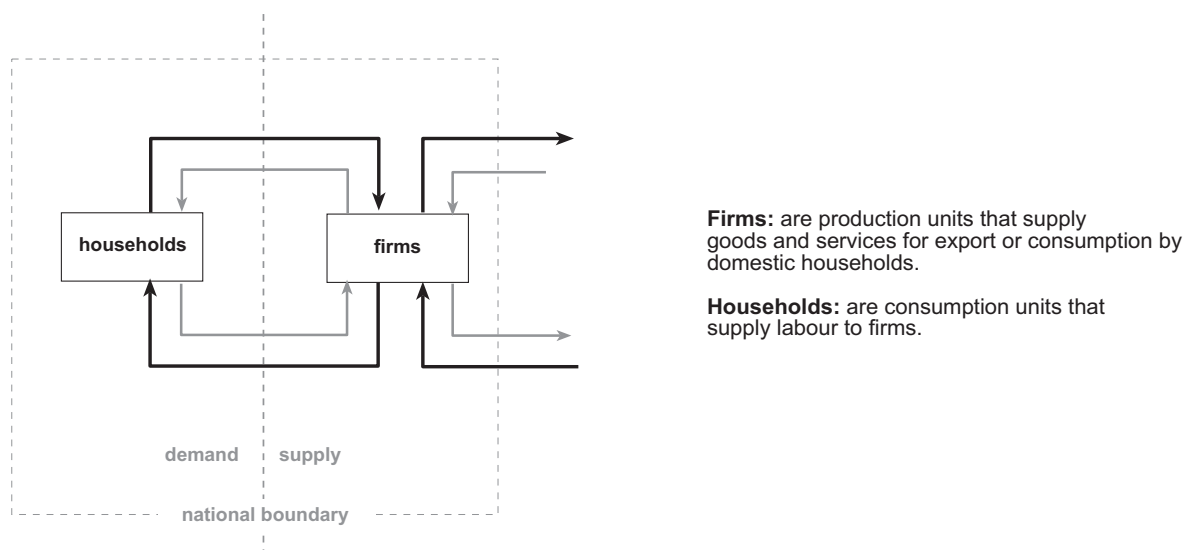 households
firms
demand
supply
national boundary
Firms: are production units that supply
goods and services for export or consumption by
domestic households.
Households: are consumption units that
supply labour to firms.